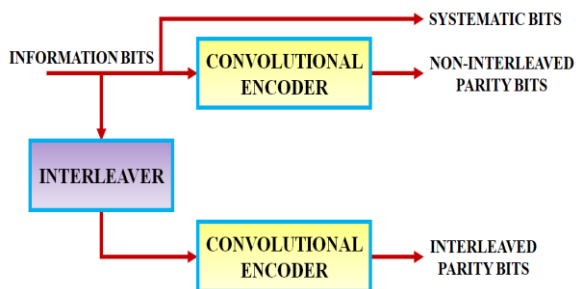 SYSTEMATIC BITS
INFORMATION BITS
CONVOLUTIONAL
ENCODER
NON-INTERLEAVED
PARITY BITS
INTERLEAVER
CONVOLUTIONAL
ENCODER
INTERLEAVED
PARITY BITS